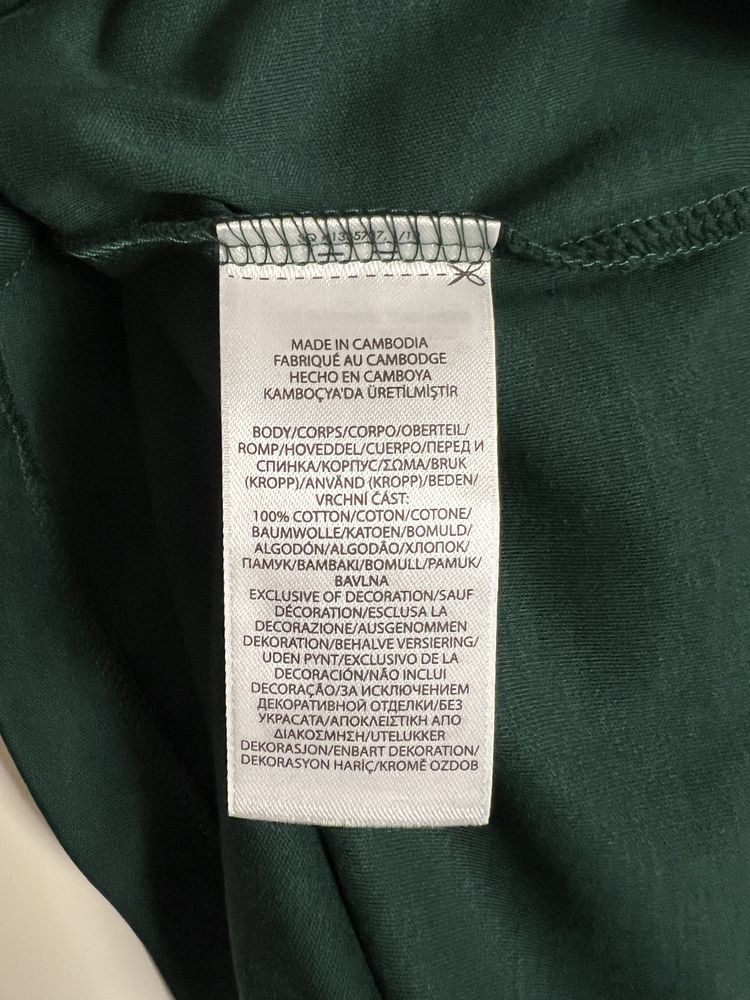 MADE IN CAMBODIA
FABRIQUÉ AU CAMBODGE
HECHO EN CAMBOYA
KAMBOÇYA'DA ÜRETİLMİŞTİR
BODY/CORPS/CORPO/OBERTEIL/
ROMP/HOVEDDEL/CUERPO/ПЕРЕД И
СПИНКА/КОРПУС/ΣΩΜΑ/BRUK
(KROPP)/ANVÄND (KROPP)/BEDEN/
VRCHNÍ ČÁST:
100% COTTON/COTON/COTONE/
BAUMWOLLE/KATOEN/BOMULD/
ALGODÓN/ALGODÃO/ХЛОПОК/
ПАМУК/BAMBAKI/BOMULL/PAMUK/
BAVLNA
EXCLUSIVE OF DECORATION/SAUF
DÉCORATION/ESCLUSA LA
DECORAZIONE/AUSGENOMMEN
DEKORATION/BEHALVE VERSIERING/
UDEN PYNT/EXCLUSIVO DE LA
DECORACIÓN/NÃO INCLUI
DECORAÇÃO/ЗА ИСКЛЮЧЕНИЕМ
ДЕКОРАТИВНОЙ ОТДЕЛКИ/БЕЗ
УКРАСАТА/ΑΠΟΚΛΕΙΣΤΙΚΗ ΑΠΟ
ΔΙΑΚΟΣΜΗΣΗ/UTELUKKER
DEKORASJON/ENBART DEKORATION/
DEKORASYON HARİÇ/KROMĚ OZDOB